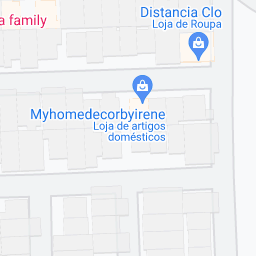 a family
Distancia Clo
Loja de Roupa
Myhomedecorbyirene
Loja de artigos
domésticos